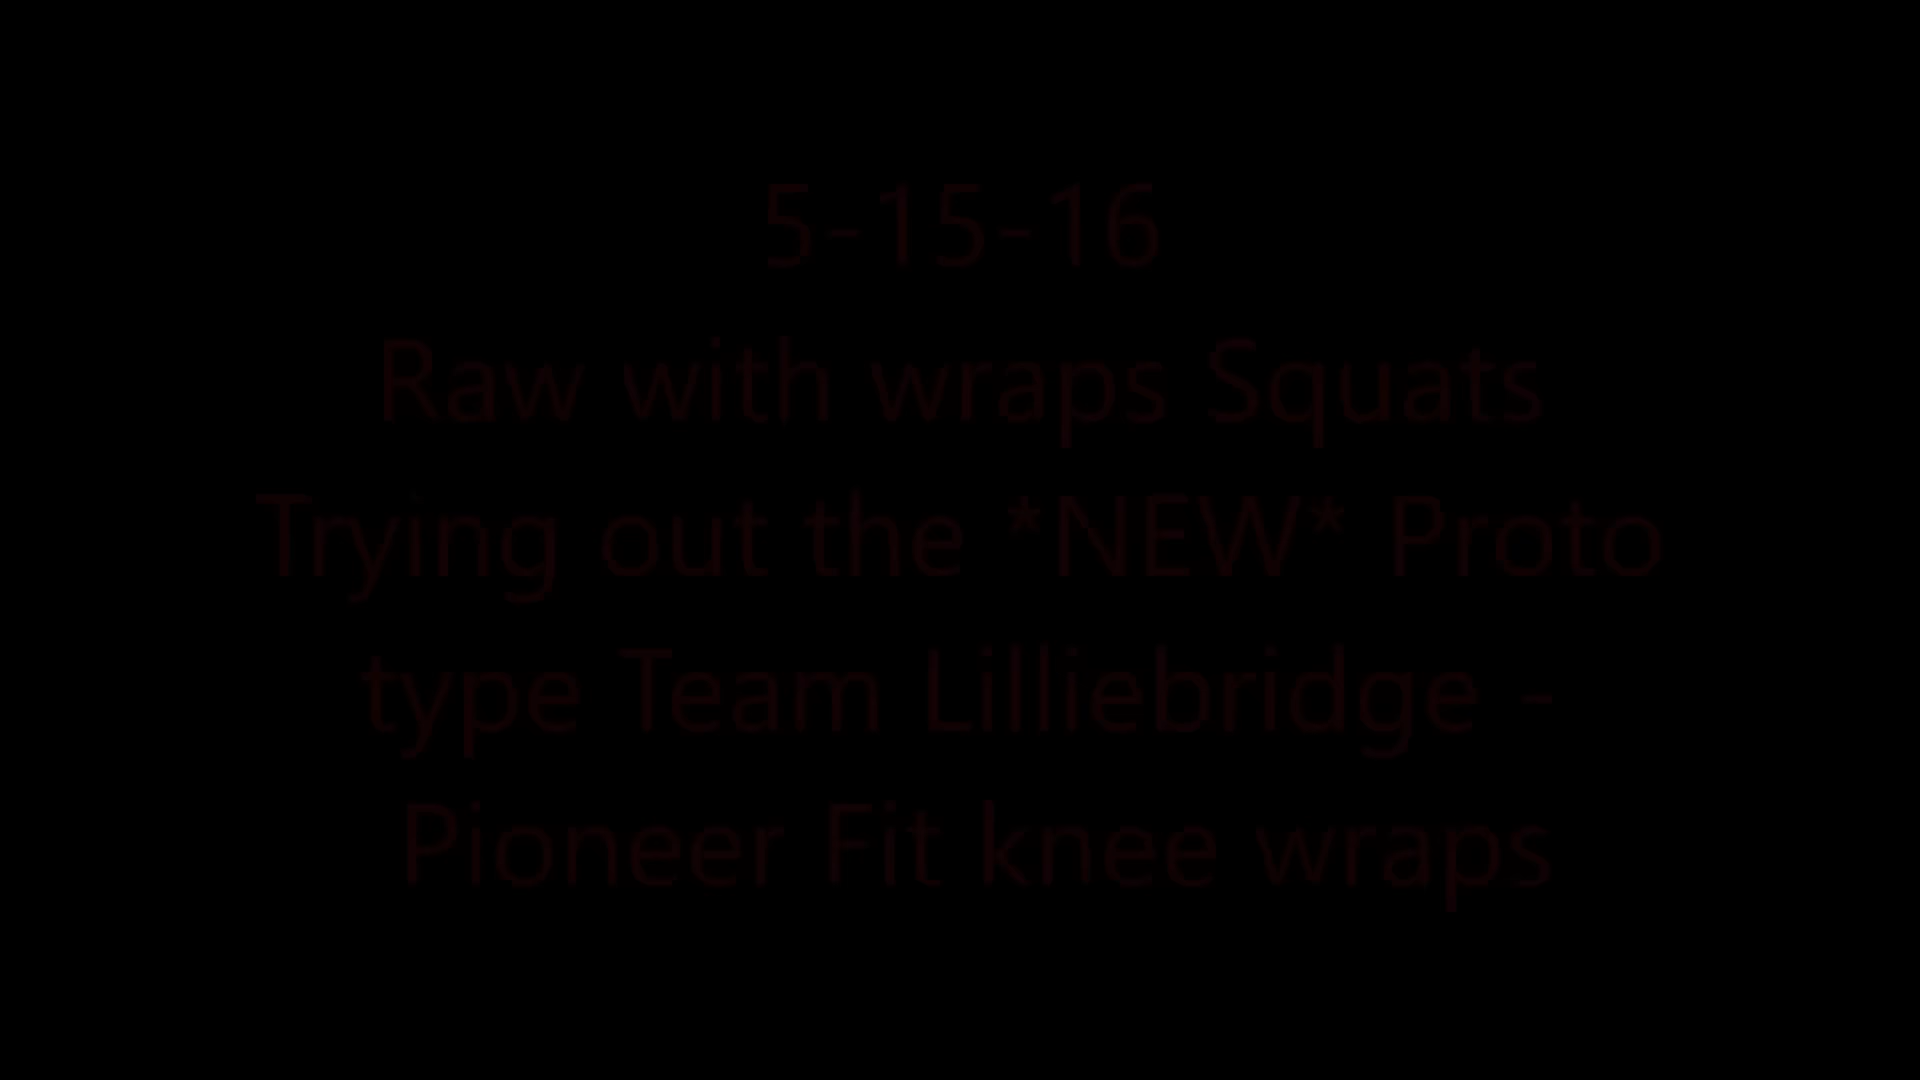 5-15-16
Raw with wraps Squats
Trying out the *NEW* Proto
type Team Lilliebridge -
Pioneer Fit knee wraps